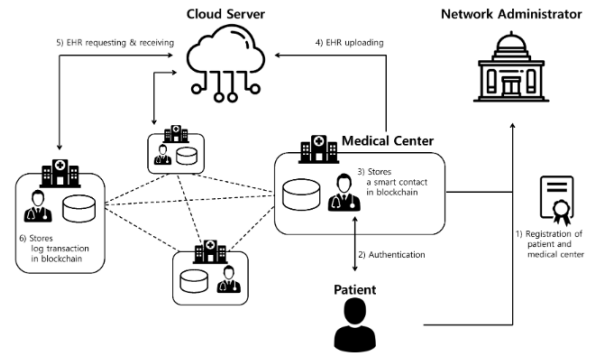 Cloud Server
Network Administrator
5) EHR requesting & receiving
4) EHR uploading
Medical Center
3) Stores
a smart contact
in blockchain
6) Stores
log transaction
in blockchain
2) Authentication
1) Registration of
patient and
medical center
Patient